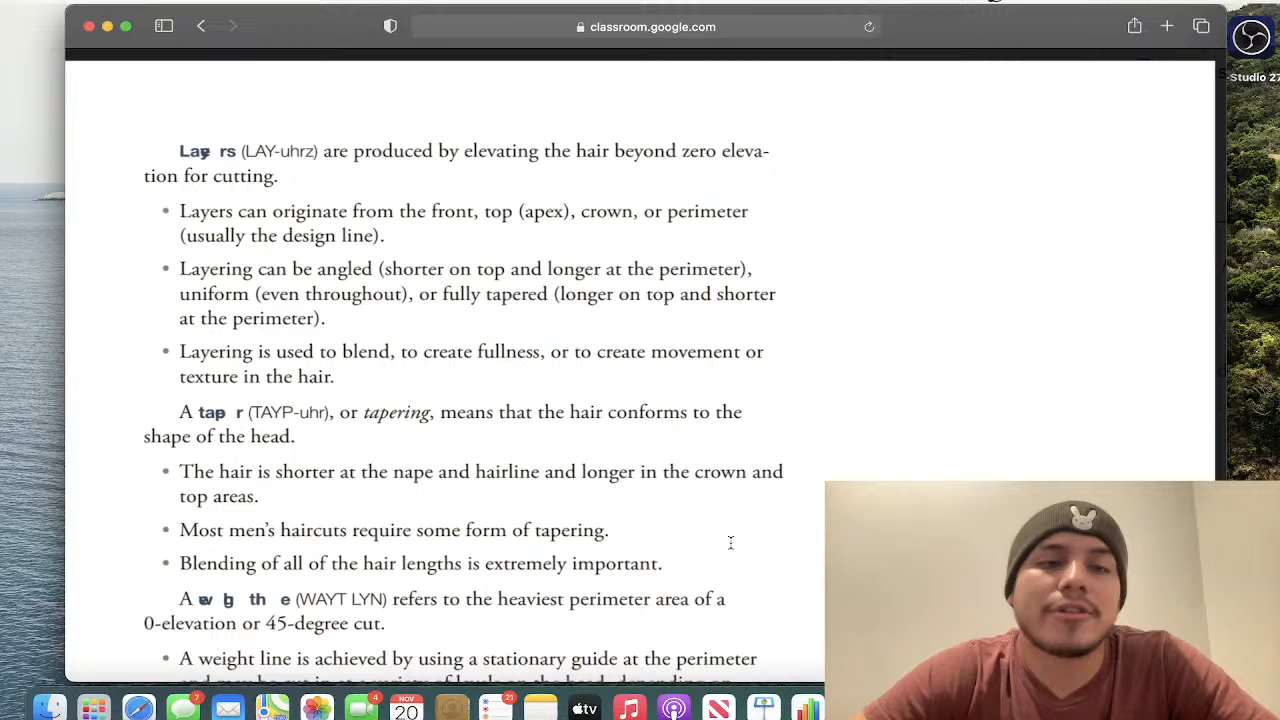 classroom.google.com
Studio 27
Layers (LAY-uhrz) are produced by elevating the hair beyond zero eleva-
tion for cutting.
• Layers can originate from the front, top (apex), crown, or perimeter
(usually the design line).
• Layering can be angled (shorter on top and longer at the perimeter),
uniform (even throughout), or fully tapered (longer on top and shorter
at the perimeter).
• Layering is used to blend, to create fullness, or to create movement or
texture in the hair.
A taper (TAYP-uhr), or tapering, means that the hair conforms to the
shape of the head.
• The hair is shorter at the nape and hairline and longer in the crown and
top areas.
• Most men's haircuts require some form of tapering.
• Blending of all of the hair lengths is extremely important.
A (WAYT LYN) refers to the heaviest perimeter area of a
0-elevation or 45-degree cut.
• A weight line is achieved by using a stationary guide at the perimeter
7
4
NOV
20
21
tv